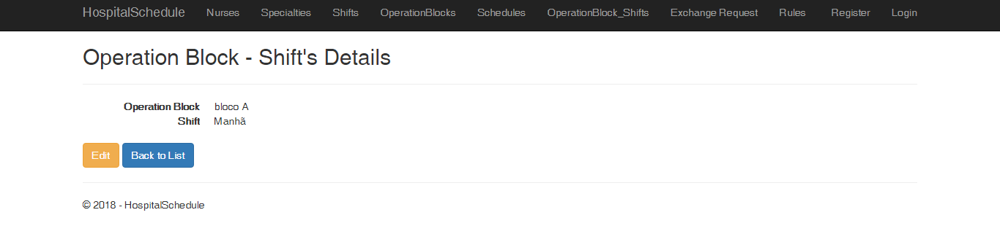 HospitalSchedule Nurses Specialties Shifts OperationBlocks Schedules OperationBlock_Shifts Exchange Request Rules Register Login
Operation Block - Shift's Details
Operation Block bloco A
Shift Manhã
Edit Back to List
© 2018 - HospitalSchedule